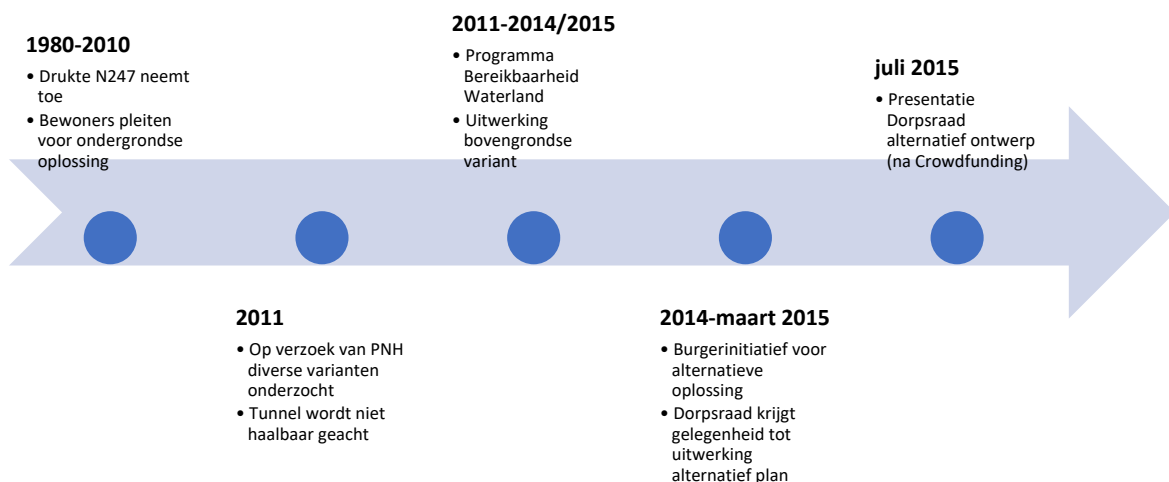 1980-2010
• Drukte N247 neemt
toe
• Bewoners pleiten
voor ondergrondse
oplossing
2011
• Op verzoek van PNH
diverse varianten
onderzocht
• Tunnel wordt niet
haalbaar geacht
2011-2014/2015
• Programma
Bereikbaarheid
Waterland
• Uitwerking
bovengrondse
variant
2014-maart 2015
• Burgerinitiatief voor
alternatieve
oplossing
• Dorpsraad krijgt
gelegenheid tot
uitwerking
alternatief plan
juli 2015
• Presentatie
Dorpsraad
alternatief ontwerp
(na Crowdfunding)